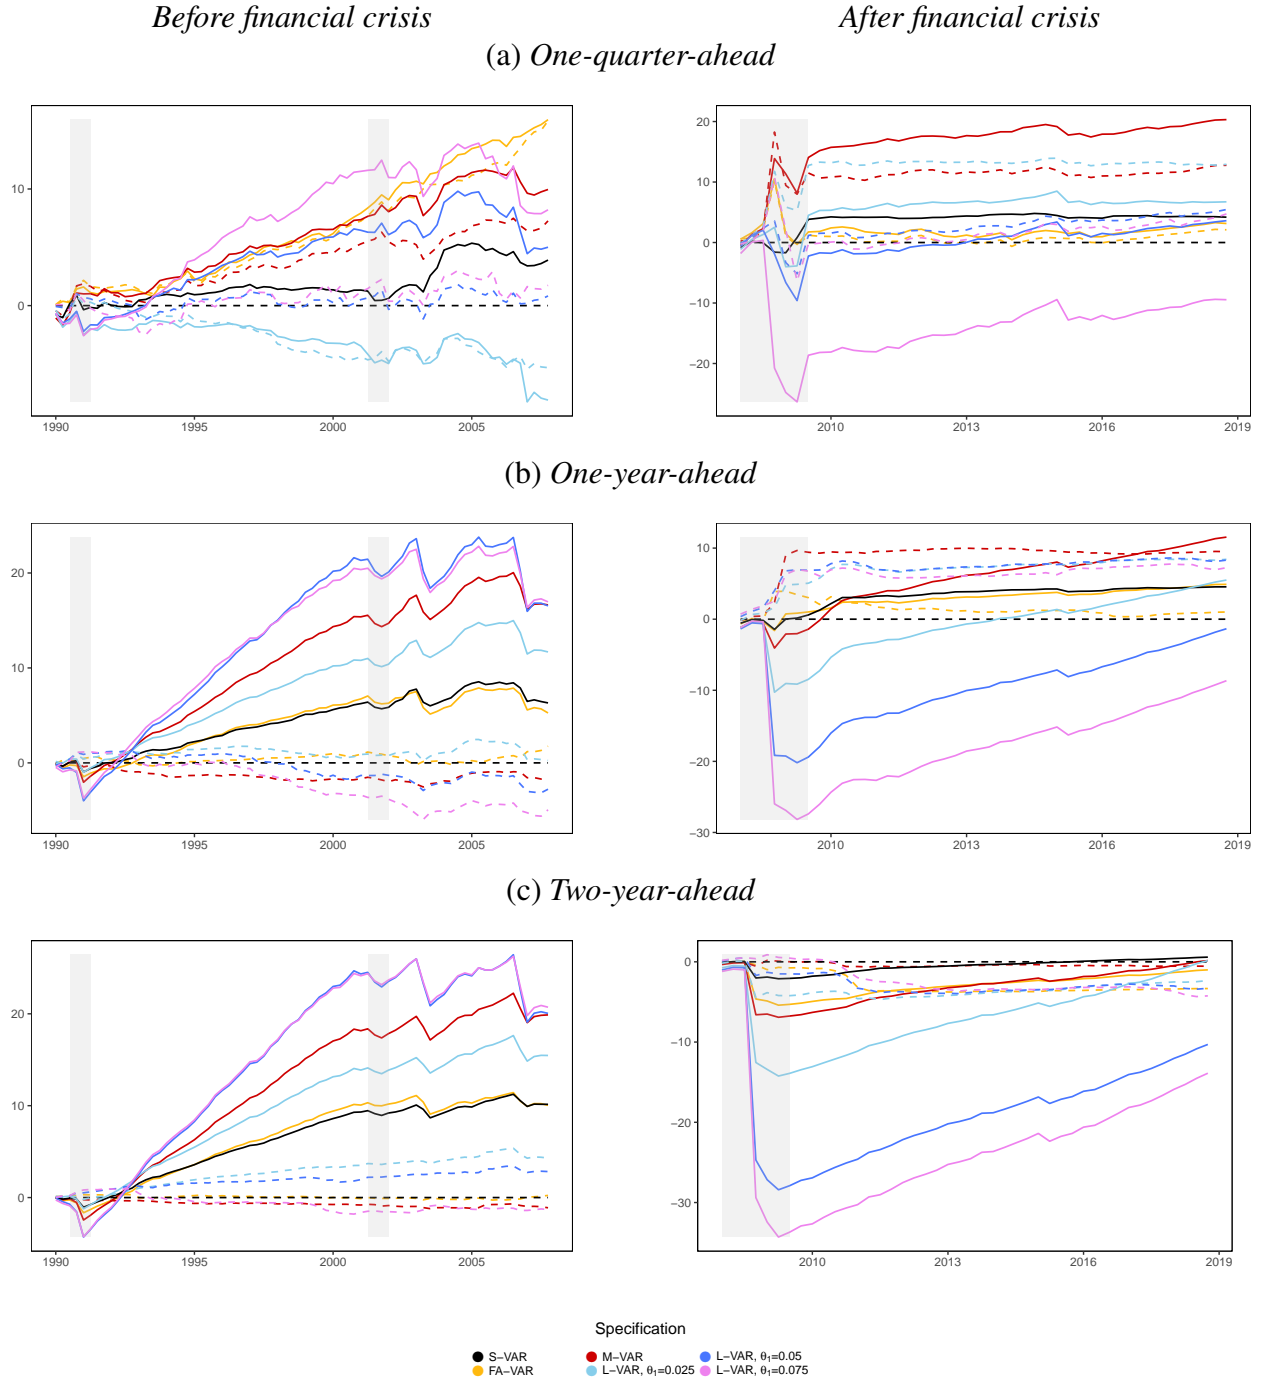 Before financial crisis After financial crisis
(a) One-quarter-ahead
20
10
10
0
0
−10
−20
1990 1995 2000 2005 2010 2013 2016 2019
(b) One-year-ahead
10
20
0
10
−10
−20
0
−30
1990 1995 2000 2005 2010 2013 2016 2019
(c) Two-year-ahead
0
20
−10
10
−20
0
−30
1990 1995 2000 2005 2010 2013 2016 2019
Specification
S−VAR M−VAR L−VAR, θ₁=0.05
FA−VAR L−VAR, θ₁=0.025 L−VAR, θ₁=0.075